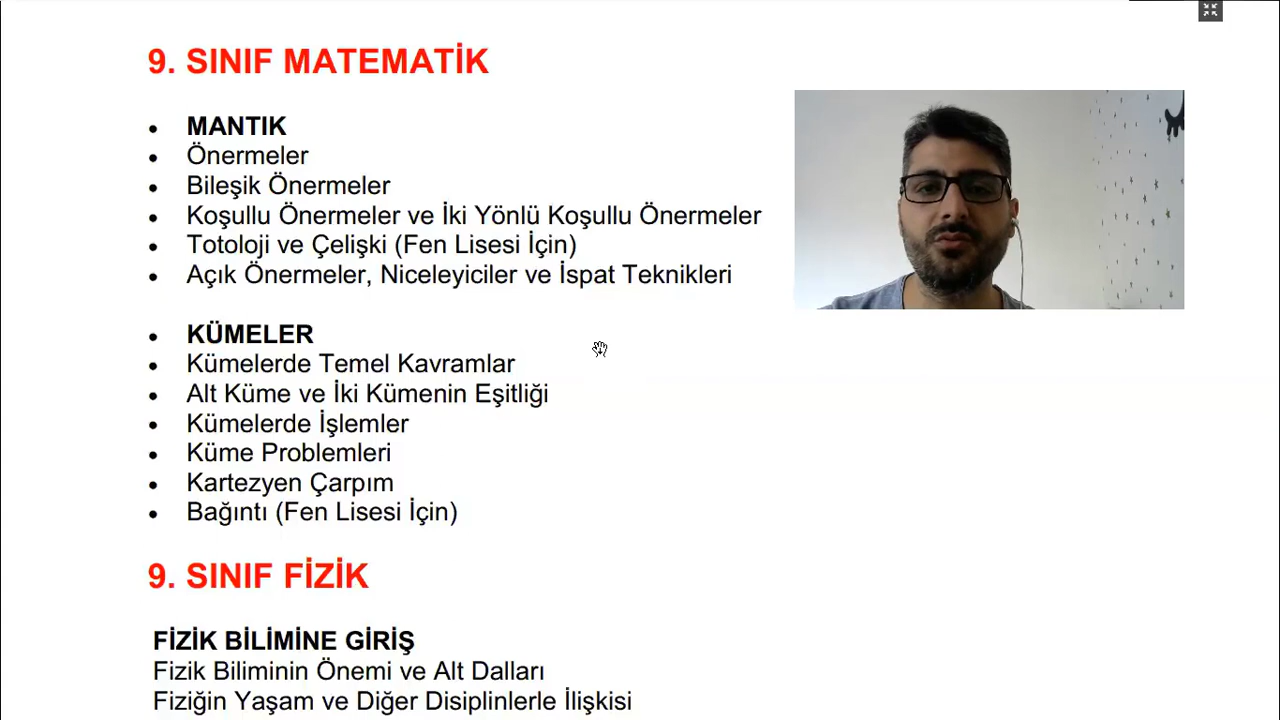 9. SINIF MATEMATİK
• MANTIK
• Önermeler
• Bileşik Önermeler
• Koşullu Önermeler ve İki Yönlü Koşullu Önermeler
• Totoloji ve Çelişki (Fen Lisesi İçin)
• Açık Önermeler, Niceleyiciler ve İspat Teknikleri
• KÜMELER
• Kümelerde Temel Kavramlar
• Alt Küme ve İki Kümenin Eşitliği
• Kümelerde İşlemler
• Küme Problemleri
• Kartezyen Çarpım
• Bağıntı (Fen Lisesi İçin)
9. SINIF FİZİK
FİZİK BİLİMİNE GİRİŞ
Fizik Biliminin Önemi ve Alt Dalları
Fiziğin Yaşam ve Diğer Disiplinlerle İlişkisi